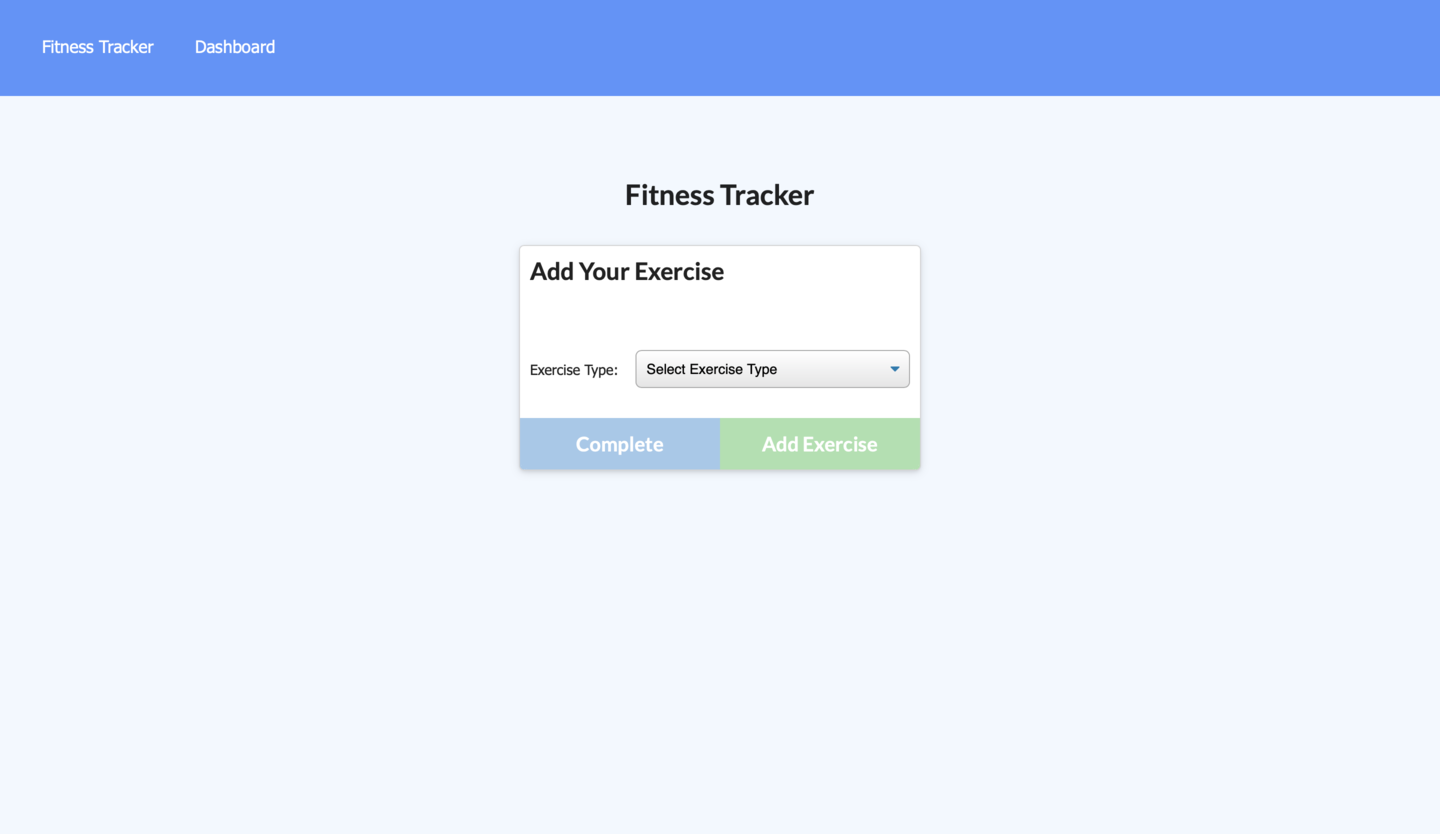 Fitness Tracker Dashboard
Fitness Tracker
Add Your Exercise
Exercise Type: Select Exercise Type
Complete Add Exercise